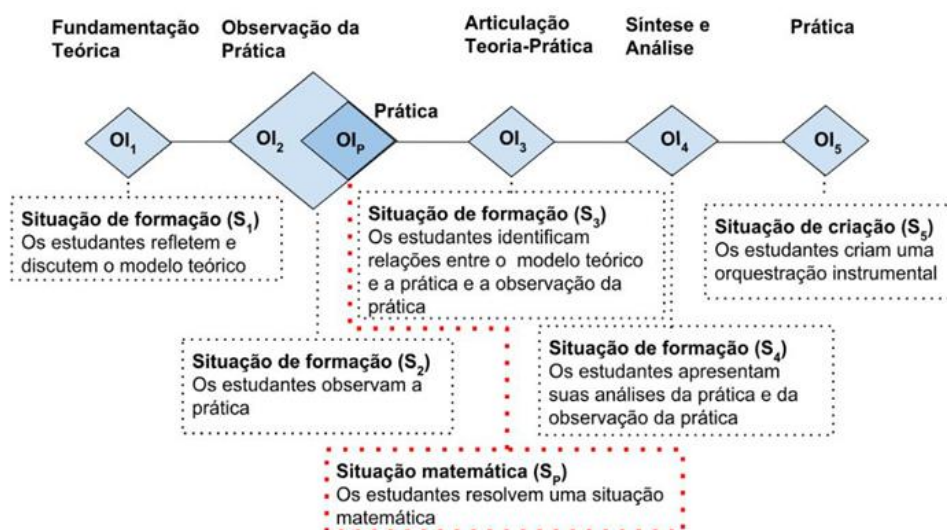 Fundamentação
Teórica
Observação da
Prática
Articulação
Teoria-Prática
Síntese e
Análise
Prática
Prática
OI₁
OI₂
OIₚ
OI₃
OI₄
OI₅
Situação de formação (S₁)
Os estudantes refletem e
discutem o modelo teórico
Situação de formação (S₃)
Os estudantes identificam
relações entre o modelo teórico
e a prática e a observação da
prática
Situação de criação (S₅)
Os estudantes criam uma
orquestração instrumental
Situação de formação (S₂)
Os estudantes observam a
prática
Situação de formação (S₄)
Os estudantes apresentam
suas análises da prática e da
observação da prática
Situação matemática (Sₚ)
Os estudantes resolvem uma situação
matemática